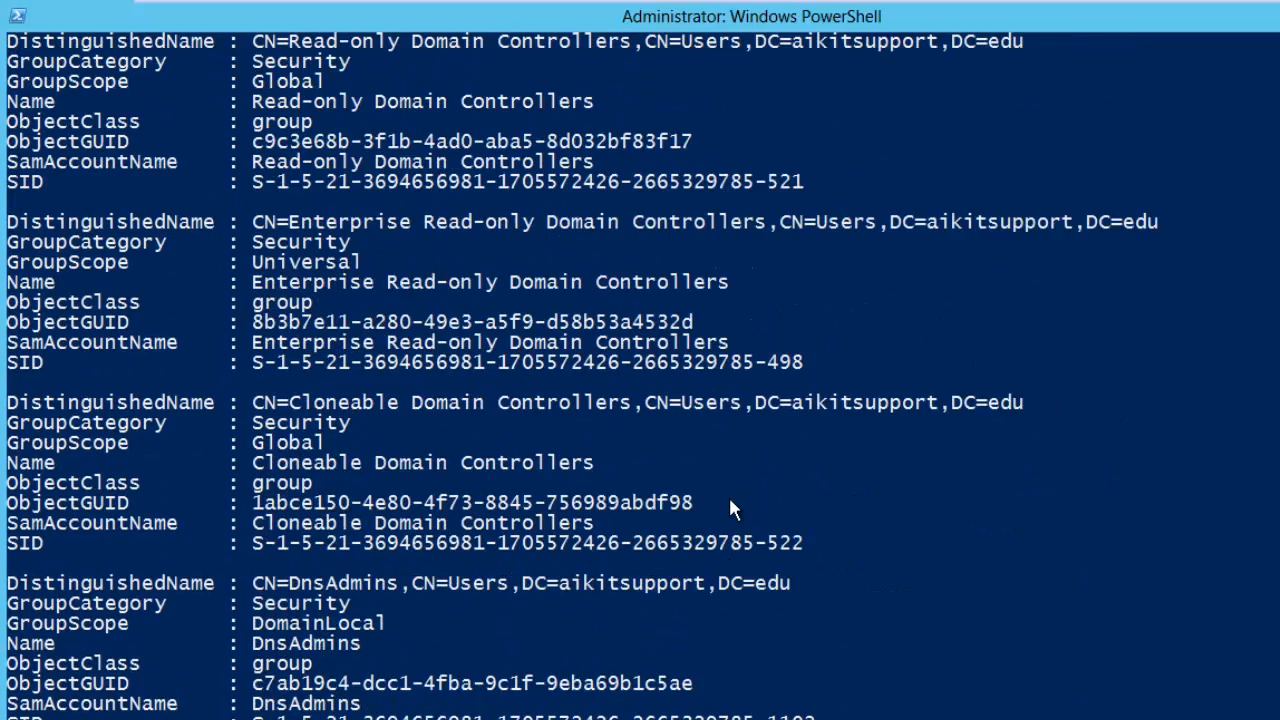 Administrator: Windows PowerShell
DistinguishedName : CN=Read-only Domain Controllers,CN=Users,DC=aikitsupport,DC=edu
GroupCategory : Security
GroupScope : Global
Name : Read-only Domain Controllers
ObjectClass : group
ObjectGUID : c9c3e68b-3f1b-4ad0-aba5-8d032bf83f17
SamAccountName : Read-only Domain Controllers
SID : S-1-5-21-3694656981-1705572426-2665329785-521
DistinguishedName : CN=Enterprise Read-only Domain Controllers,CN=Users,DC=aikitsupport,DC=edu
GroupCategory : Security
GroupScope : Universal
Name : Enterprise Read-only Domain Controllers
ObjectClass : group
ObjectGUID : 8b3b7e11-a280-49e3-a5f9-d58b53a4532d
SamAccountName : Enterprise Read-only Domain Controllers
SID : S-1-5-21-3694656981-1705572426-2665329785-498
DistinguishedName : CN=Cloneable Domain Controllers,CN=Users,DC=aikitsupport,DC=edu
GroupCategory : Security
GroupScope : Global
Name : Cloneable Domain Controllers
ObjectClass : group
ObjectGUID : 1abce150-4e80-4f73-8845-756989abdf98
SamAccountName : Cloneable Domain Controllers
SID : S-1-5-21-3694656981-1705572426-2665329785-522
DistinguishedName : CN=DnsAdmins,CN=Users,DC=aikitsupport,DC=edu
GroupCategory : Security
GroupScope : DomainLocal
Name : DnsAdmins
ObjectClass : group
ObjectGUID : c7ab19c4-dcc1-4fba-9c1f-9eba69b1c5ae
SamAccountName : DnsAdmins